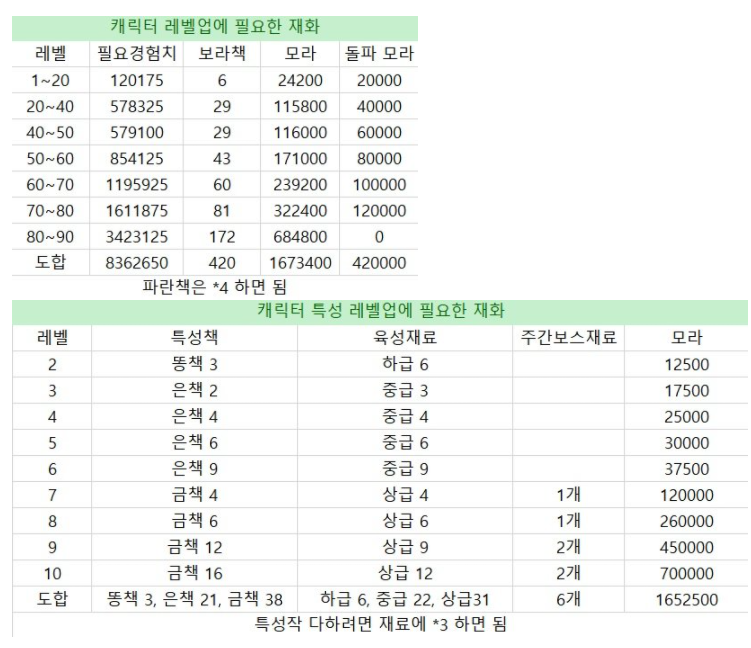 캐릭터 레벨업에 필요한 재화
레벨 필요경험치 보라책 모라 돌파 모라
1~20 120175 6 24200 20000
20~40 578325 29 115800 40000
40~50 579100 29 116000 60000
50~60 854125 43 171000 80000
60~70 1195925 60 239200 100000
70~80 1611875 81 322400 120000
80~90 3423125 172 684800 0
도합 8362650 420 1673400 420000
파란책은 *4 하면 됨
캐릭터 특성 레벨업에 필요한 재화
레벨 특성책 육성재료 주간보스재료 모라
2 똥책 3 하급 6 12500
3 은책 2 중급 3 17500
4 은책 4 중급 4 25000
5 은책 6 중급 6 30000
6 은책 9 중급 9 37500
7 금책 4 상급 4 1개 120000
8 금책 6 상급 6 1개 260000
9 금책 12 상급 9 2개 450000
10 금책 16 상급 12 2개 700000
도합 똥책 3, 은책 21, 금책 38 하급 6, 중급 22, 상급31 6개 1652500
특성작 다하려면 재료에 *3 하면 됨